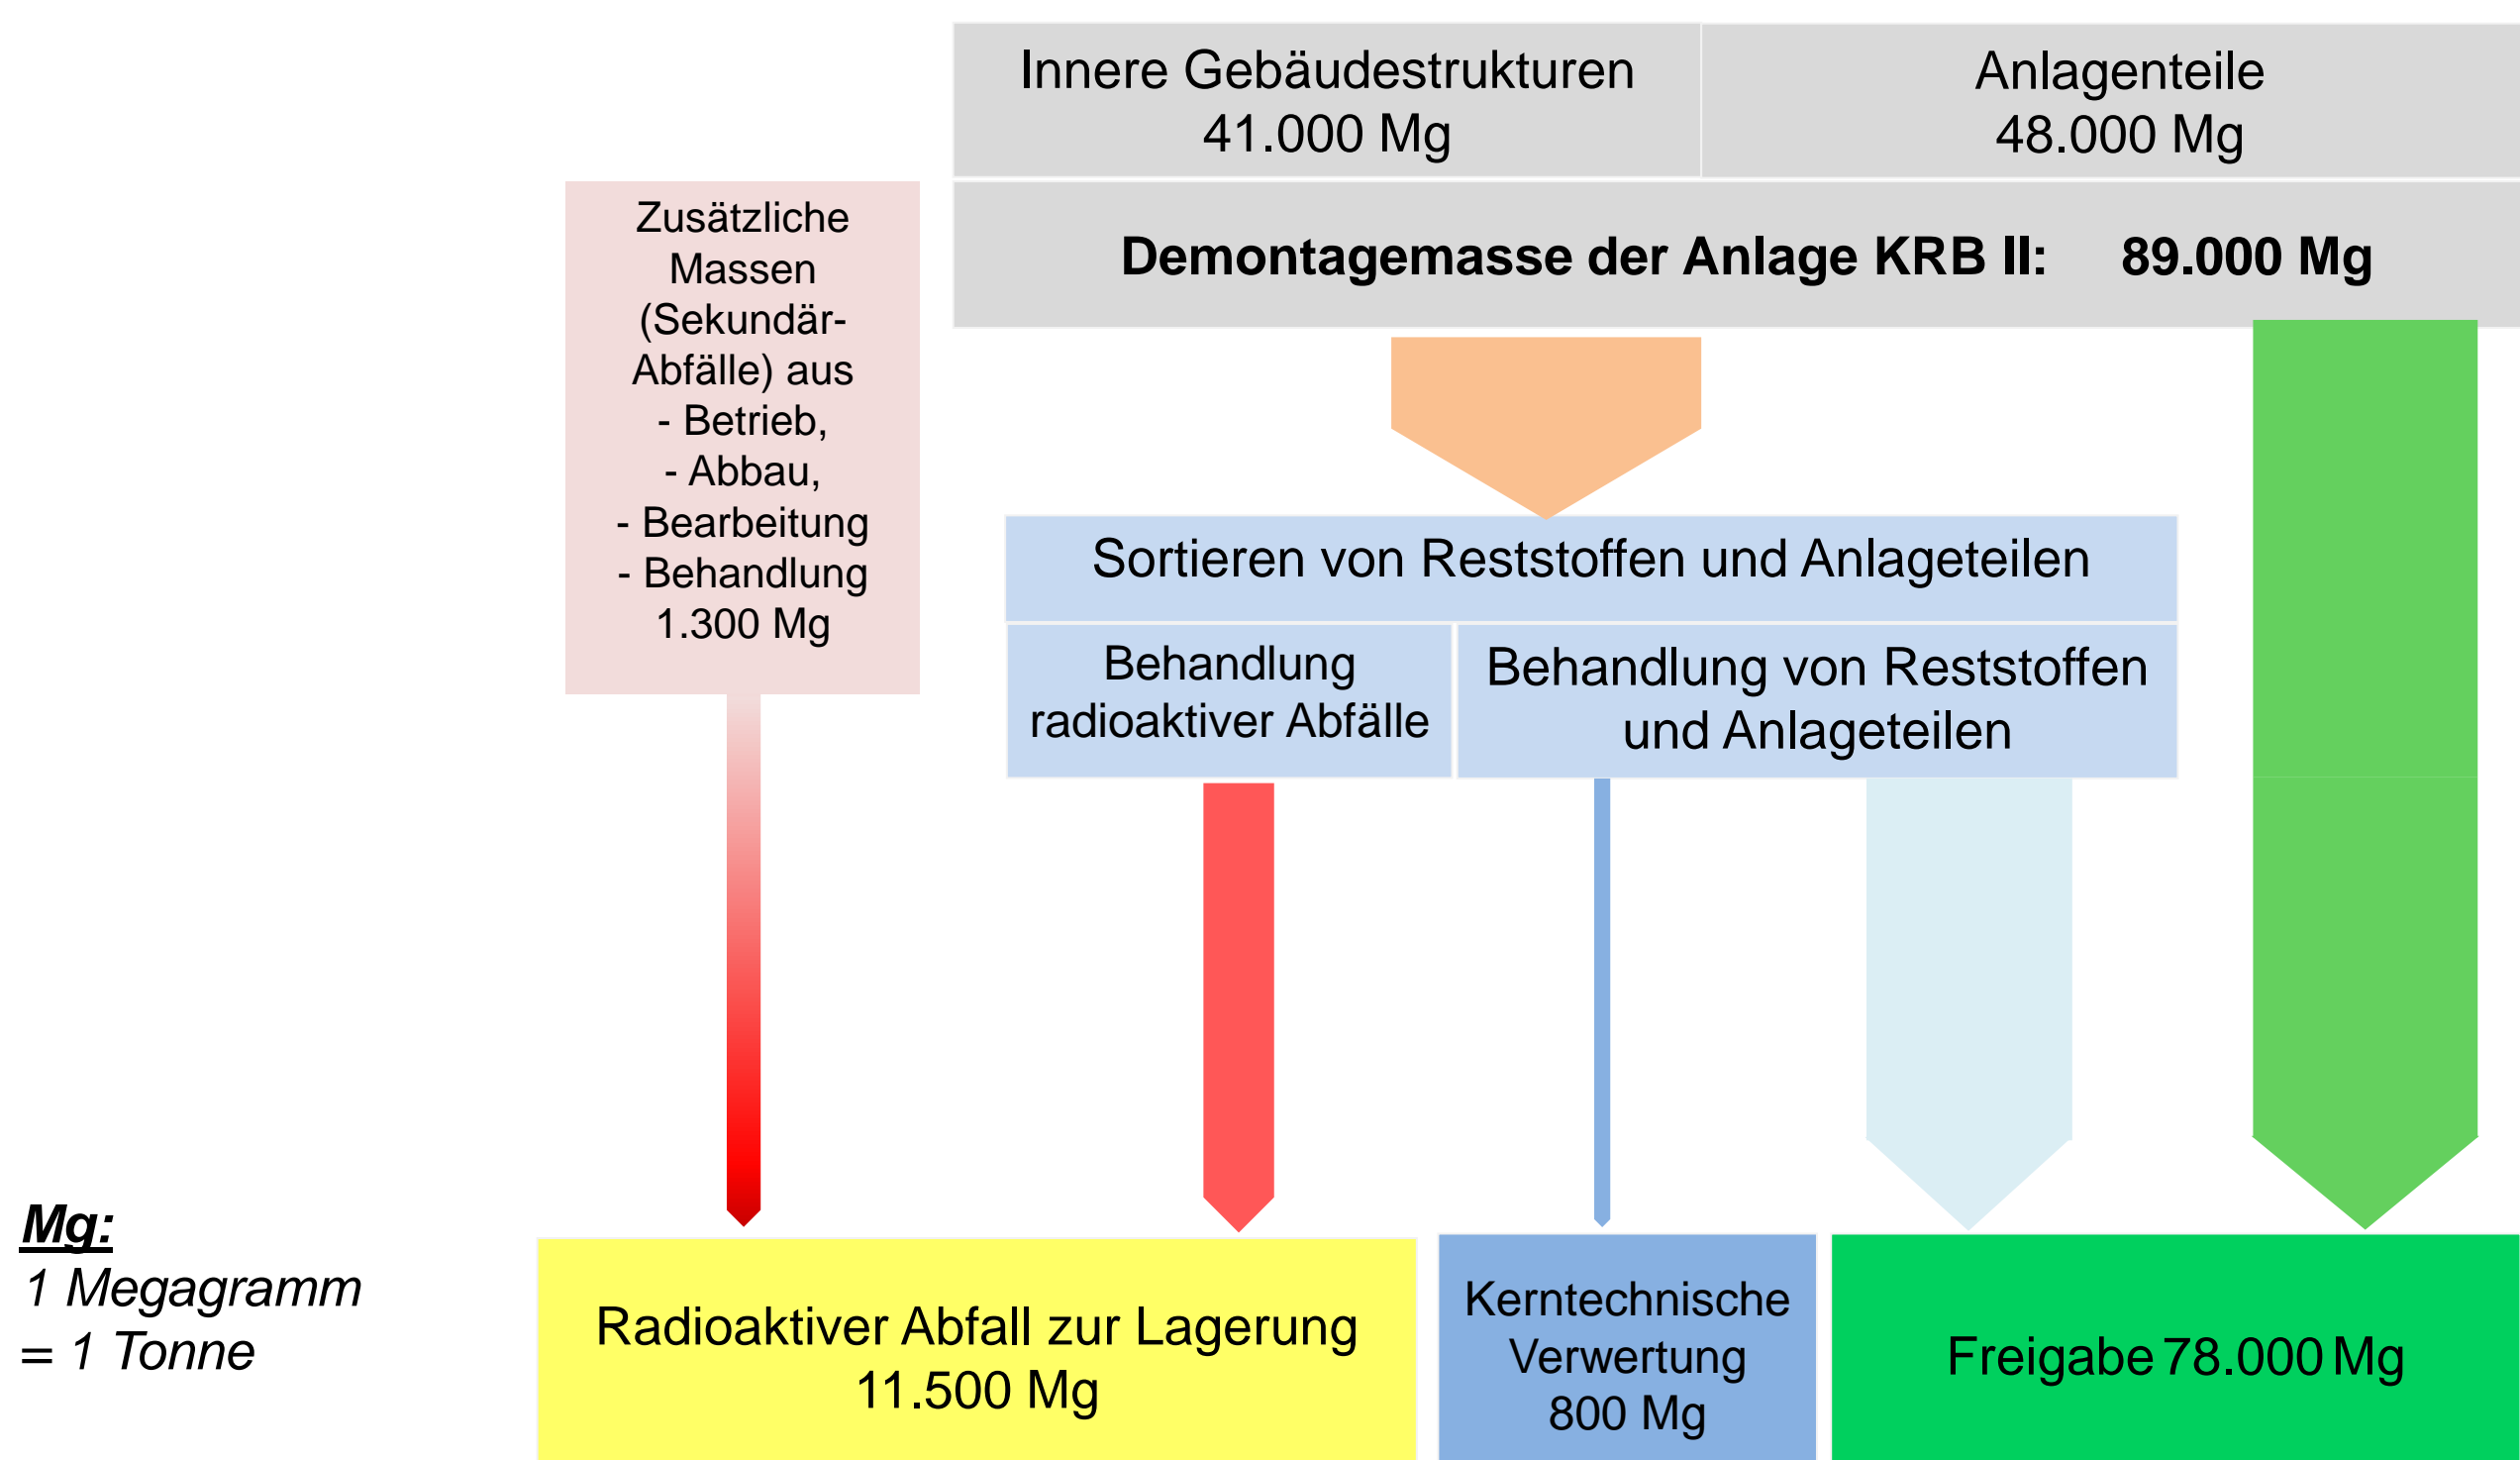 Innere Gebäudestrukturen
41.000 Mg
Anlagenteile
48.000 Mg
Demontagemasse der Anlage KRB II: 89.000 Mg
Zusätzliche
Massen
(Sekundär-
Abfälle) aus
- Betrieb,
- Abbau,
- Bearbeitung
- Behandlung
1.300 Mg
Sortieren von Reststoffen und Anlageteilen
Behandlung
radioaktiver Abfälle
Behandlung von Reststoffen
und Anlageteilen
Mg:
1 Megagramm
= 1 Tonne
Radioaktiver Abfall zur Lagerung
11.500 Mg
Kerntechnische
Verwertung
800 Mg
Freigabe 78.000 Mg